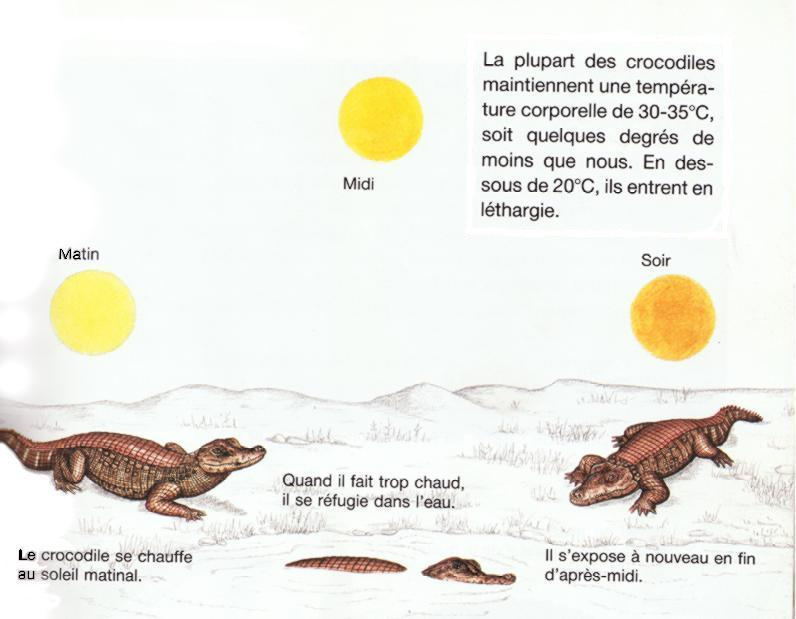 La plupart des crocodiles
maintiennent une tempéra-
ture corporelle de 30-35°C,
soit quelques degrés de
moins que nous. En des-
sous de 20°C, ils entrent en
léthargie.
Midi
Matin
Soir
Quand il fait trop chaud,
il se réfugie dans l'eau.
Le crocodile se chauffe
au soleil matinal.
Il s'expose à nouveau en fin
d'après-midi.